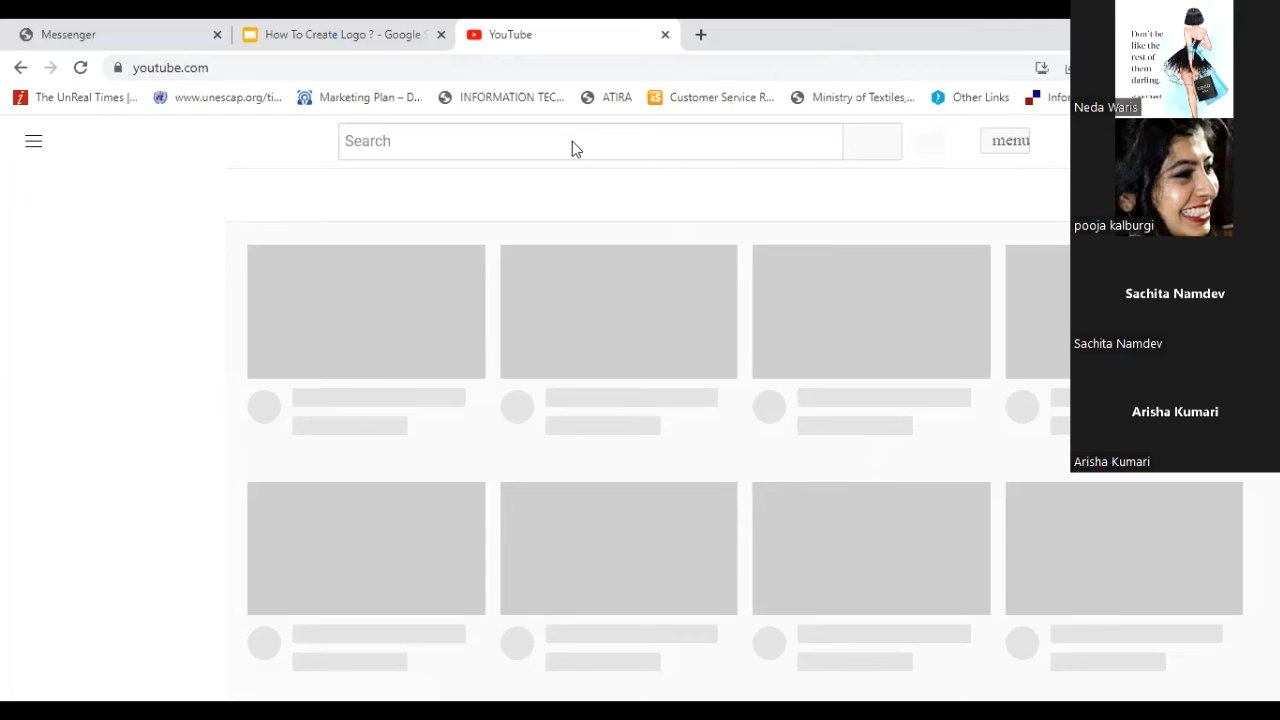 Messenger
How To Create Logo ? - Google
YouTube
youtube.com
The UnReal Times |...
www.unescap.org/ti...
Marketing Plan – D...
INFORMATION TEC...
ATIRA
Customer Service R...
Ministry of Textiles,...
Other Links
Infor
Search
menu
Don't be
like the
rest of
them
darling.
Neda Waris
pooja kalburgi
Sachita Namdev
Sachita Namdev
Arisha Kumari
Arisha Kumari